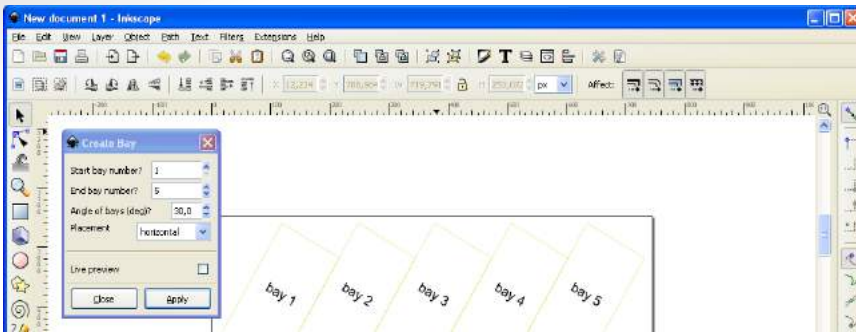 New document 1 - Inkscape
File Edit View Layer Object Path Text Filters Extensions Help
px Affect:
Create Bay
Start bay number? 1
End bay number? 5
Angle of bays (deg)? 30,0
Placement horizontal
Live preview
Close Apply
bay 1 bay 2 bay 3 bay 4 bay 5